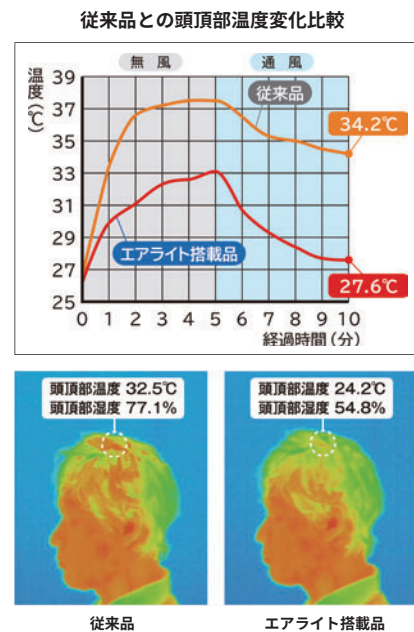 従来品との頭頂部温度変化比較
無風
通風
温度(℃)
39
37
35
33
31
29
27
25
従来品
34.2℃
エアライト搭載品
27.6℃
0 1 2 3 4 5 6 7 8 9 10
経過時間(分)
頭頂部温度 32.5℃
頭頂部湿度 77.1%
頭頂部温度 24.2℃
頭頂部湿度 54.8%
従来品
エアライト搭載品